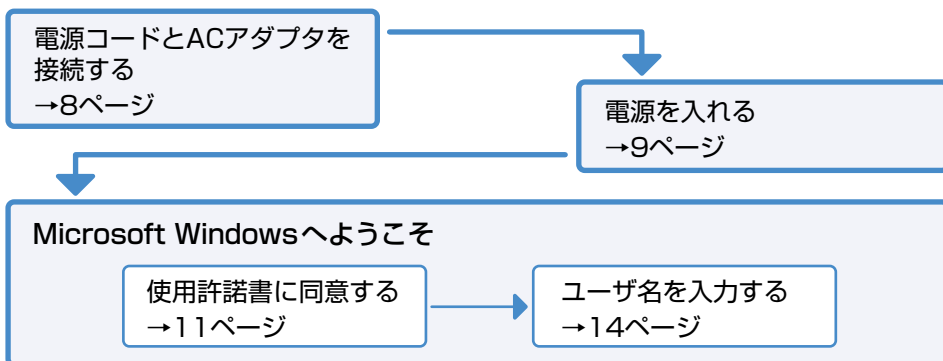 電源コードとACアダプタを
接続する
→8ページ
電源を入れる
→9ページ
Microsoft Windowsへようこそ
使用許諾書に同意する
→11ページ
ユーザ名を入力する
→14ページ